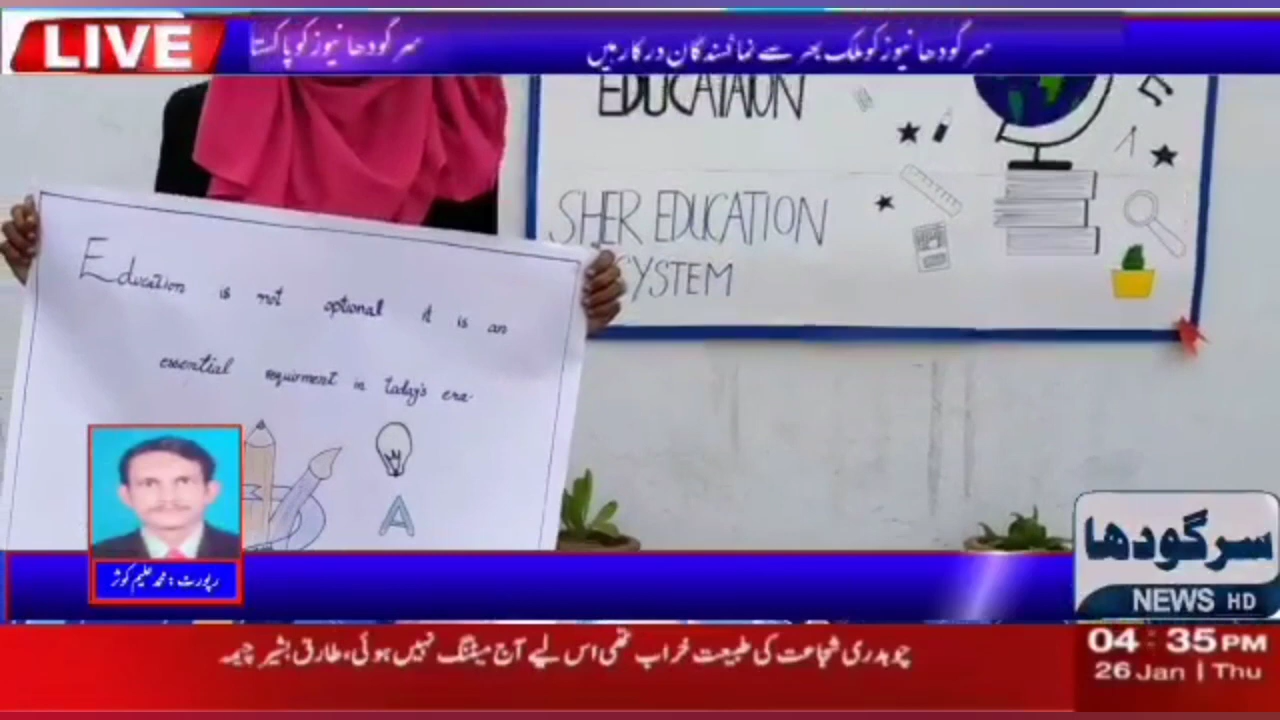 LIVE
سرگودھا نیوز کو پاکستا
سرگودھا نیوز کو ملک بھر سے نمائندگان درکار ہیں
EDUCATAION
SHER EDUCATION
SYSTEM
Education is not optional it is an
essential requirment in today's era.
A
رپورٹ : محمد علیم کوثر
سرگودھا
NEWS HD
چوہدری شجاعت کی طبیعت خراب تھی اس لیے آج میٹنگ نہیں ہوئی، طارق بشیر چیمہ
04 : 35 PM
26 Jan | Thu